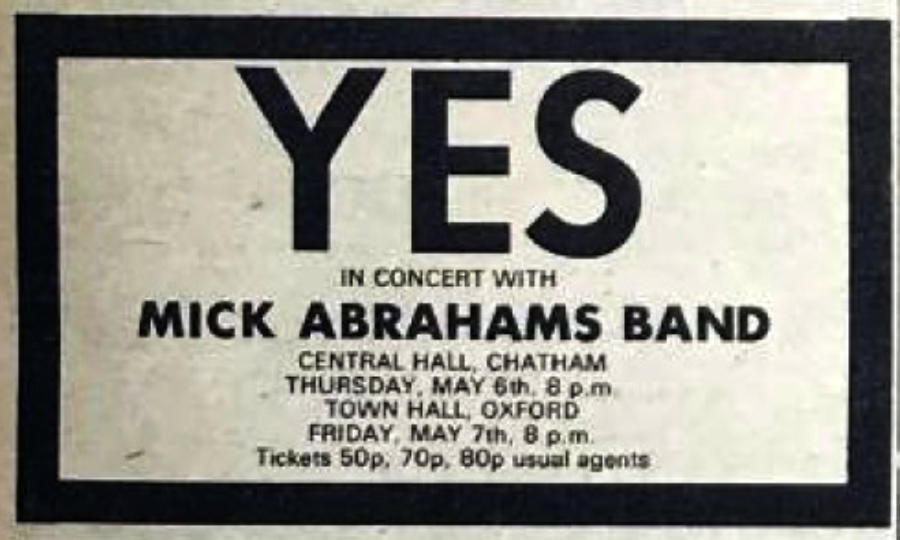 YES
IN CONCERT WITH
MICK ABRAHAMS BAND
CENTRAL HALL, CHATHAM
THURSDAY, MAY 6th, 8 p.m.
TOWN HALL, OXFORD
FRIDAY, MAY 7th, 8 p.m.
Tickets 50p, 70p, 80p usual agents